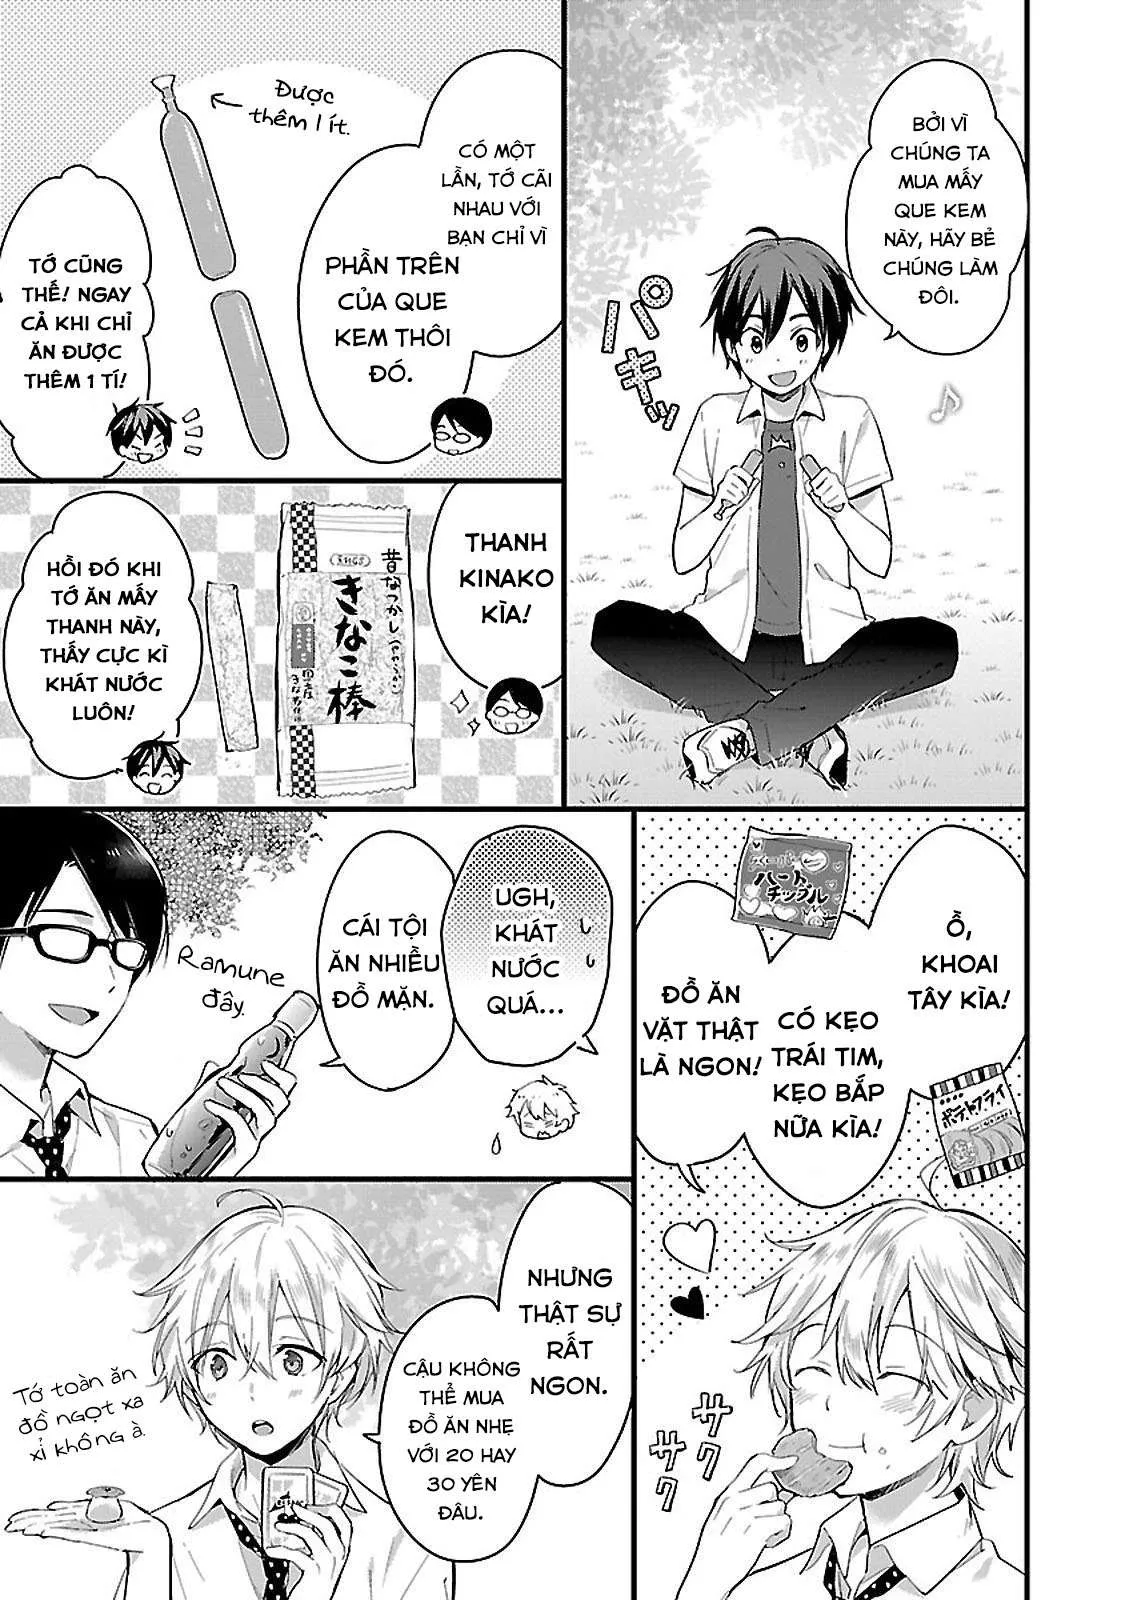 BỞI VÌ
CHÚNG TA
MUA MẤY
QUE KEM
NÀY, HÃY BẺ
CHÚNG LÀM
ĐÔI.
パキッ
CÓ MỘT
LẦN, TỚ CÃI
NHAU VỚI
BẠN CHỈ VÌ
PHẦN TRÊN
CỦA QUE
KEM THÔI
ĐÓ.
Được
thêm 1 ít.
TỚ CŨNG
THẾ! NGAY
CẢ KHI CHỈ
ĂN ĐƯỢC
THÊM 1 TÍ!
THANH
KINAKO
KÌA!
昔なつかし
きなこ棒
HỒI ĐÓ KHI
TỚ ĂN MẤY
THANH NÀY,
THẤY CỰC KÌ
KHÁT NƯỚC
LUÔN!
Ồ,
KHOAI
TÂY KÌA!
ハート
チップル
ポテトフライ
CÓ KẸO
TRÁI TIM,
KẸO BẮP
NỮA KÌA!
ĐỒ ĂN
VẶT THẬT
LÀ NGON!
サク
サク
UGH,
KHÁT
NƯỚC
QUÁ...
CÁI TỘI
ĂN NHIỀU
ĐỒ MẶN.
Ramune
đây.
NHƯNG
THẬT SỰ
RẤT
NGON.
CẬU KHÔNG
THỂ MUA
ĐỒ ĂN NHẸ
VỚI 20 HAY
30 YÊN
ĐÂU.
Tớ toàn ăn
đồ ngọt xa
xỉ không à.